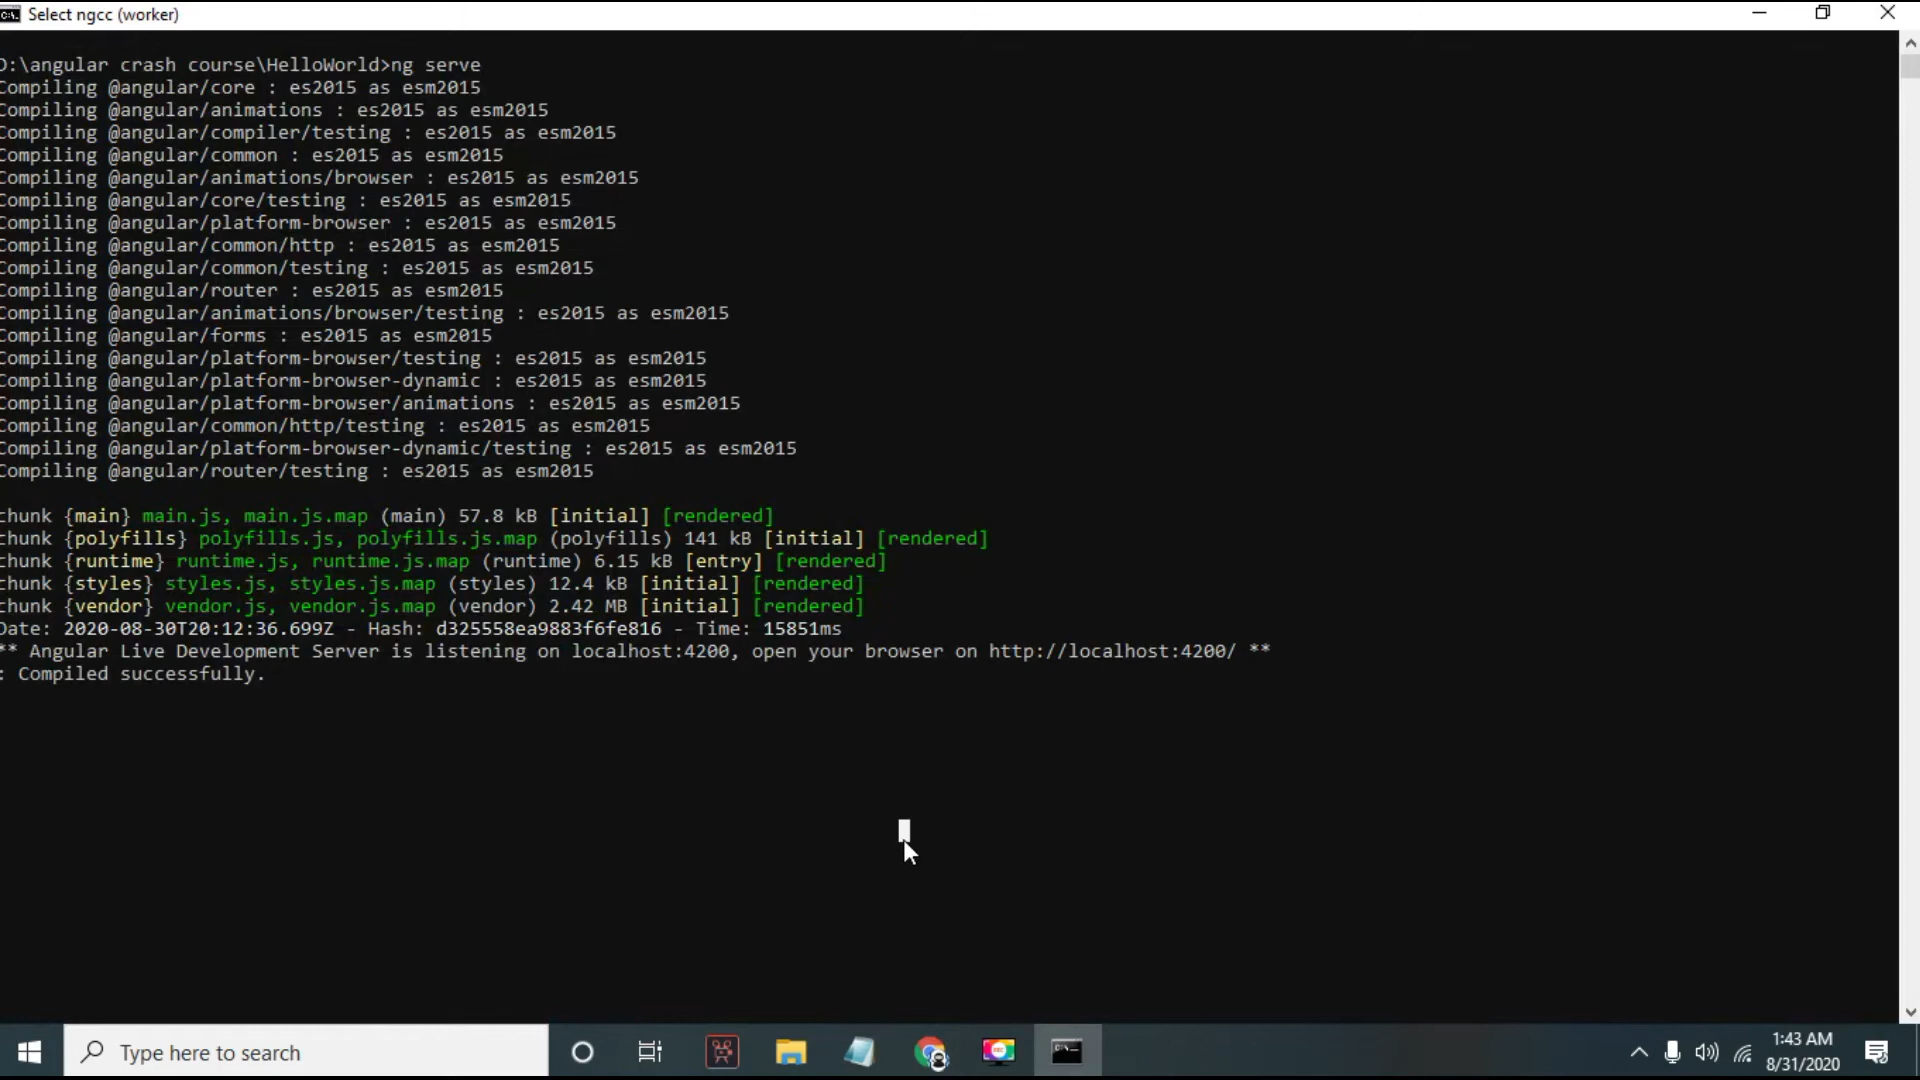 Select ngcc (worker)
D:\angular crash course\HelloWorld>ng serve
Compiling @angular/core : es2015 as esm2015
Compiling @angular/animations : es2015 as esm2015
Compiling @angular/compiler/testing : es2015 as esm2015
Compiling @angular/common : es2015 as esm2015
Compiling @angular/animations/browser : es2015 as esm2015
Compiling @angular/core/testing : es2015 as esm2015
Compiling @angular/platform-browser : es2015 as esm2015
Compiling @angular/common/http : es2015 as esm2015
Compiling @angular/common/testing : es2015 as esm2015
Compiling @angular/router : es2015 as esm2015
Compiling @angular/animations/browser/testing : es2015 as esm2015
Compiling @angular/forms : es2015 as esm2015
Compiling @angular/platform-browser/testing : es2015 as esm2015
Compiling @angular/platform-browser-dynamic : es2015 as esm2015
Compiling @angular/platform-browser/animations : es2015 as esm2015
Compiling @angular/common/http/testing : es2015 as esm2015
Compiling @angular/platform-browser-dynamic/testing : es2015 as esm2015
Compiling @angular/router/testing : es2015 as esm2015
chunk {main} main.js, main.js.map (main) 57.8 kB [initial] [rendered]
chunk {polyfills} polyfills.js, polyfills.js.map (polyfills) 141 kB [initial] [rendered]
chunk {runtime} runtime.js, runtime.js.map (runtime) 6.15 kB [entry] [rendered]
chunk {styles} styles.js, styles.js.map (styles) 12.4 kB [initial] [rendered]
chunk {vendor} vendor.js, vendor.js.map (vendor) 2.42 MB [initial] [rendered]
Date: 2020-08-30T20:12:36.699Z - Hash: d325558ea9883f6fe816 - Time: 15851ms
** Angular Live Development Server is listening on localhost:4200, open your browser on http://localhost:4200/ **
: Compiled successfully.
Type here to search
1:43 AM
8/31/2020